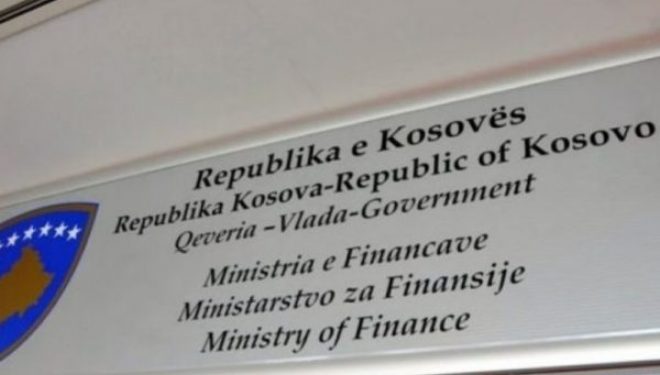 Republika e Kosovës
Republika Kosova-Republic of Kosovo
Qeveria –Vlada-Government
Ministria e Financave
Ministarstvo za Finansije
Ministry of Finance